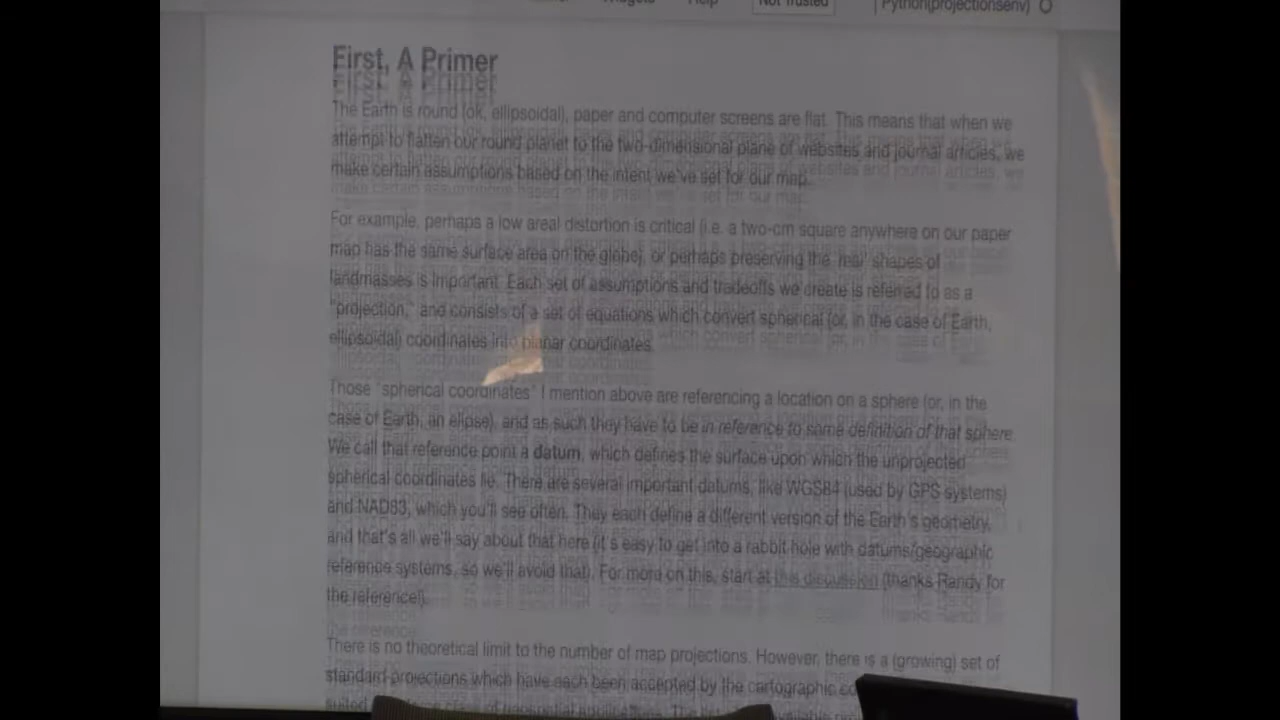 Widgets Help Not Trusted Python(projectionsenv)
First, A Primer
The Earth is round (ok, ellipsoidal), paper and computer screens are flat. This means that when we
attempt to flatten our round planet to the two-dimensional plane of websites and journal articles, we
make certain assumptions based on the intent we've set for our map.
For example, perhaps a low areal distortion is critical (i.e. a two-cm square anywhere on our paper
map has the same surface area on the globe), or perhaps preserving the 'real' shapes of
landmasses is important. Each set of assumptions and tradeoffs we create is referred to as a
"projection," and consists of a set of equations which convert spherical (or, in the case of Earth,
ellipsoidal) coordinates into planar coordinates.
Those "spherical coordinates" I mention above are referencing a location on a sphere (or, in the
case of Earth, an elipse), and as such they have to be in reference to some definition of that sphere.
We call that reference point a datum, which defines the surface upon which the unprojected
spherical coordinates lie. There are several important datums, like WGS84 (used by GPS systems)
and NAD83, which you'll see often. They each define a different version of the Earth's geometry,
and that's all we'll say about that here (it's easy to get into a rabbit hole with datums/geographic
reference systems, so we'll avoid that). For more on this, start at this discussion (thanks Randy for
the reference!).
There is no theoretical limit to the number of map projections. However, there is a (growing) set of
standard projections which have each been accepted by the cartographic
suited of geospatial applications. The